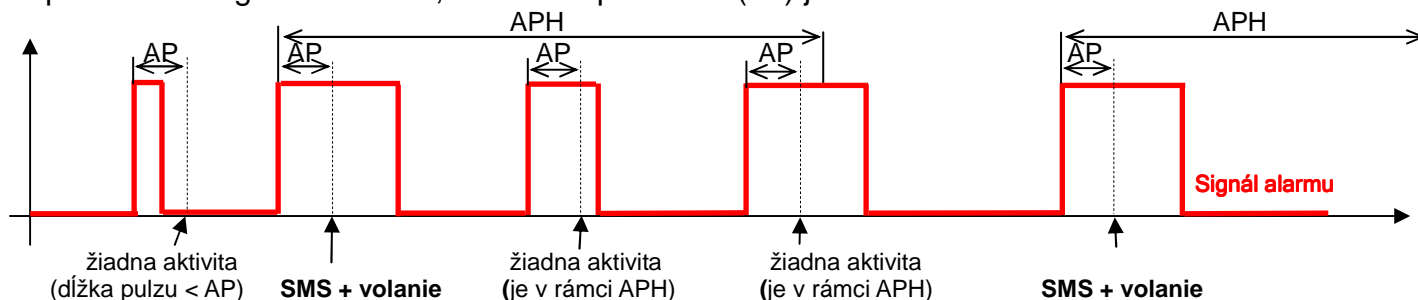 APH
APH
AP
AP
AP
AP
AP
Signál alarmu
žiadna aktivita
(dĺžka pulzu < AP)
SMS + volanie
žiadna aktivita
(je v rámci APH)
žiadna aktivita
(je v rámci APH)
SMS + volanie